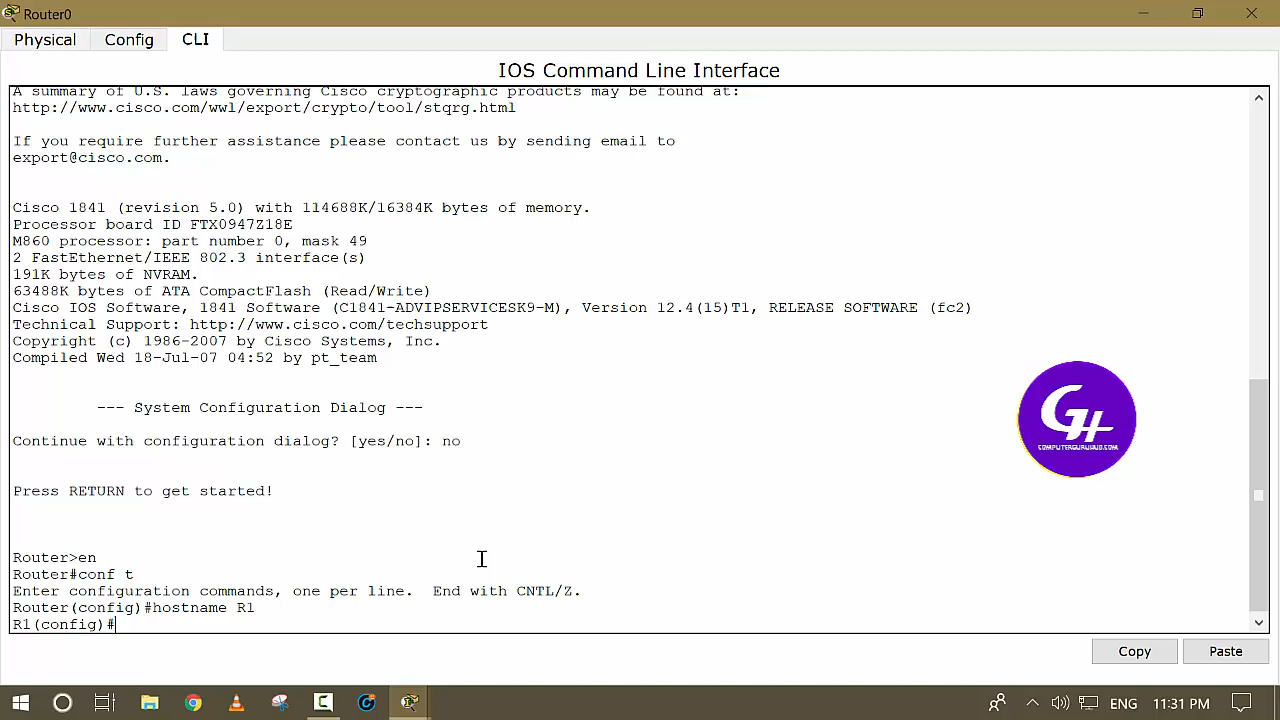 Router0
Physical Config CLI
IOS Command Line Interface
A summary of U.S. laws governing Cisco cryptographic products may be found at:
http://www.cisco.com/wwl/export/crypto/tool/stqrg.html
If you require further assistance please contact us by sending email to
export@cisco.com.
Cisco 1841 (revision 5.0) with 114688K/16384K bytes of memory.
Processor board ID FTX0947Z18E
M860 processor: part number 0, mask 49
2 FastEthernet/IEEE 802.3 interface(s)
191K bytes of NVRAM.
63488K bytes of ATA CompactFlash (Read/Write)
Cisco IOS Software, 1841 Software (C1841-ADVIPSERVICESK9-M), Version 12.4(15)T1, RELEASE SOFTWARE (fc2)
Technical Support: http://www.cisco.com/techsupport
Copyright (c) 1986-2007 by Cisco Systems, Inc.
Compiled Wed 18-Jul-07 04:52 by pt_team
--- System Configuration Dialog ---
Continue with configuration dialog? [yes/no]: no
Press RETURN to get started!
Router>en
Router#conf t
Enter configuration commands, one per line.  End with CNTL/Z.
Router(config)#hostname R1
R1(config)#
GH
COMPUTERGURUHUB.COM
Copy Paste
ENG 11:31 PM